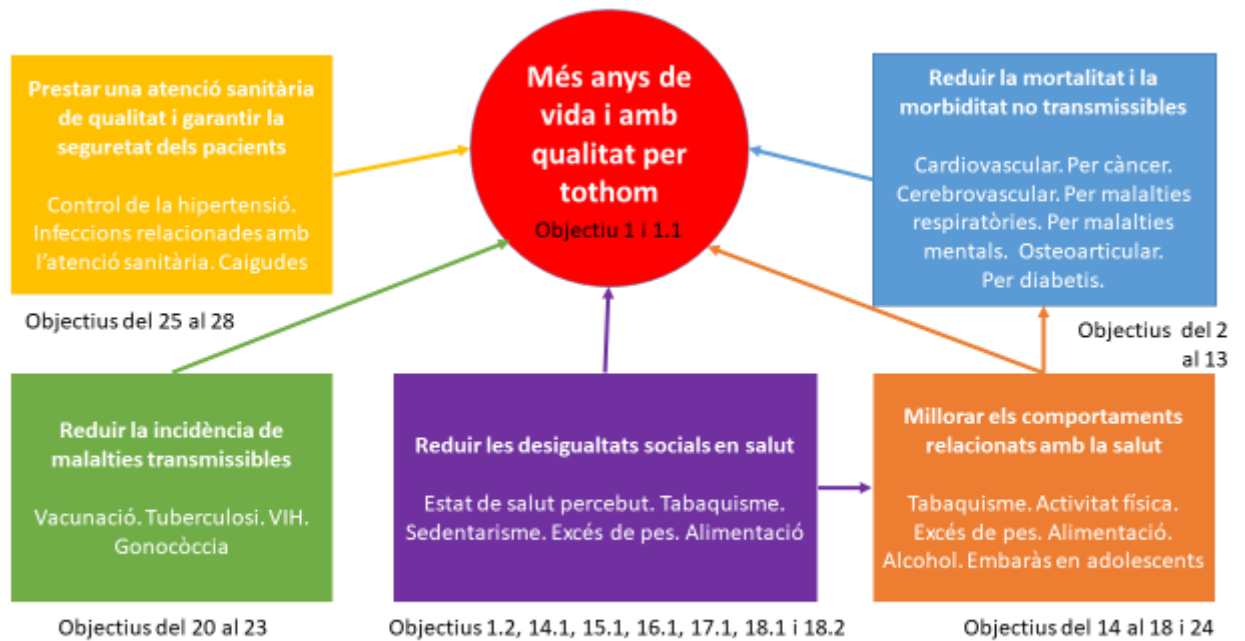 Prestar una atenció sanitària
de qualitat i garantir la
seguretat dels pacients
Control de la hipertensió.
Infeccions relacionades amb
l'atenció sanitària. Caigudes
Objectius del 25 al 28
Més anys de
vida i amb
qualitat per
tothom
Objectiu 1 i 1.1
Reduir la mortalitat i la
morbiditat no transmissibles
Cardiovascular. Per càncer.
Cerebrovascular. Per malalties
respiratòries. Per malalties
mentals. Osteoarticular.
Per diabetis.
Objectius del 2
al 13
Reduir la incidència de
malalties transmissibles
Vacunació. Tuberculosi. VIH.
Gonocòccia
Objectius del 20 al 23
Reduir les desigualtats socials en salut
Estat de salut percebut. Tabaquisme.
Sedentarisme. Excés de pes. Alimentació
Objectius 1.2, 14.1, 15.1, 16.1, 17.1, 18.1 i 18.2
Millorar els comportaments
relacionats amb la salut
Tabaquisme. Activitat física.
Excés de pes. Alimentació.
Alcohol. Embaràs en adolescents
Objectius del 14 al 18 i 24